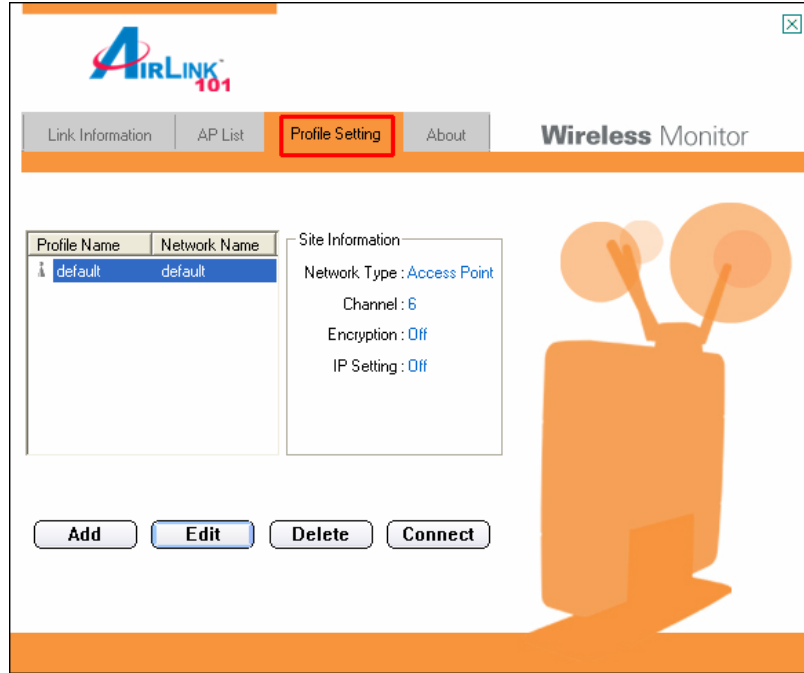 AIRLINK
101
Link Information AP List Profile Setting About Wireless Monitor
Profile Name Network Name
default default
Site Information
Network Type : Access Point
Channel : 6
Encryption : Off
IP Setting : Off
Add Edit Delete Connect